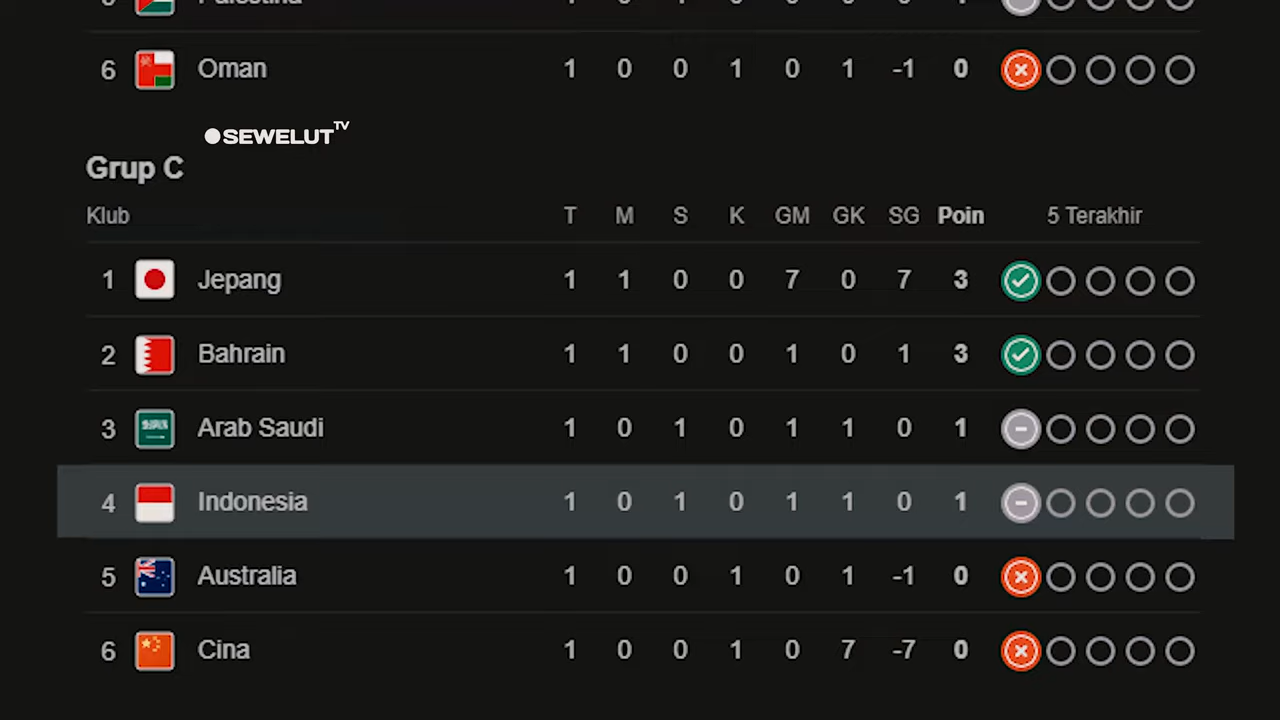 6 Oman 1 0 0 1 0 1 -1 0
SEWELUT TV
Grup C
Klub T M S K GM GK SG Poin 5 Terakhir
1 Jepang 1 1 0 0 7 0 7 3
2 Bahrain 1 1 0 0 1 0 1 3
3 Arab Saudi 1 0 1 0 1 1 0 1
4 Indonesia 1 0 1 0 1 1 0 1
5 Australia 1 0 0 1 0 1 -1 0
6 Cina 1 0 0 1 0 7 -7 0